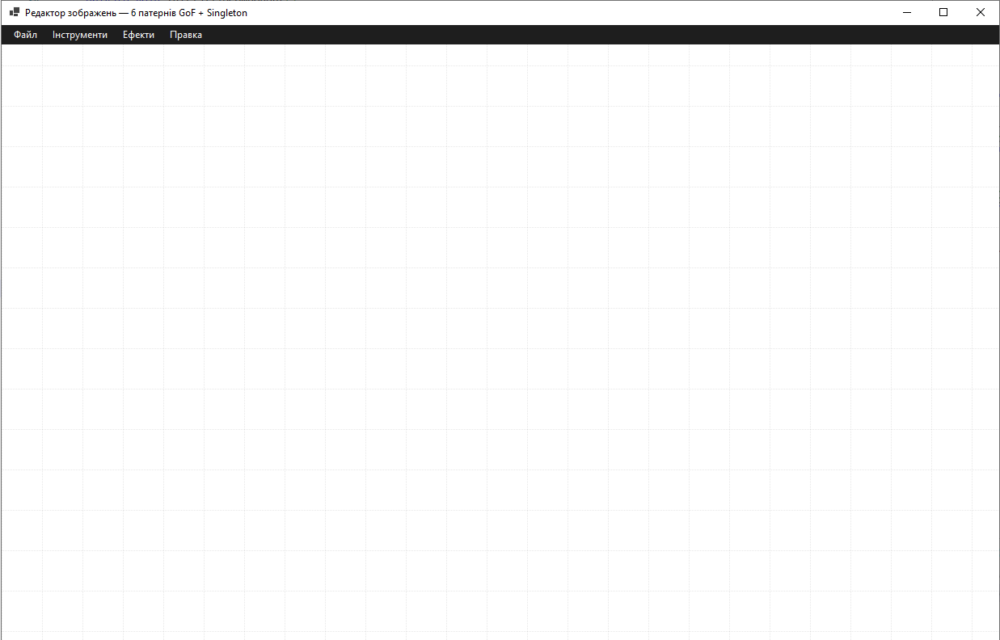 Редактор зображень — 6 патернів GoF + Singleton
Файл Інструменти Ефекти Правка